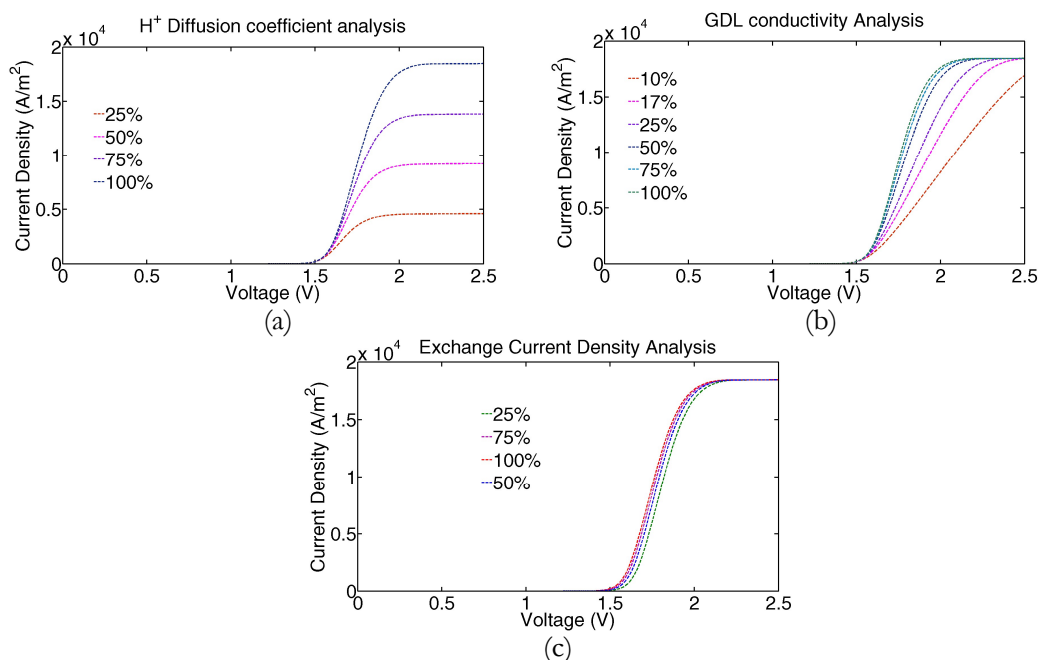 H+ Diffusion coefficient analysis
2 x 10^4
1.5
1
0.5
0
Current Density (A/m2)
25%
50%
75%
100%
0 0.5 1 1.5 2 2.5
Voltage (V)
(a)
GDL conductivity Analysis
2 x 10^4
1.5
1
0.5
0
Current Density (A/m2)
10%
17%
25%
50%
75%
100%
0 0.5 1 1.5 2 2.5
Voltage (V)
(b)
Exchange Current Density Analysis
2 x 10^4
1.5
1
0.5
0
Current Density (A/m2)
25%
75%
100%
50%
0 0.5 1 1.5 2 2.5
Voltage (V)
(c)